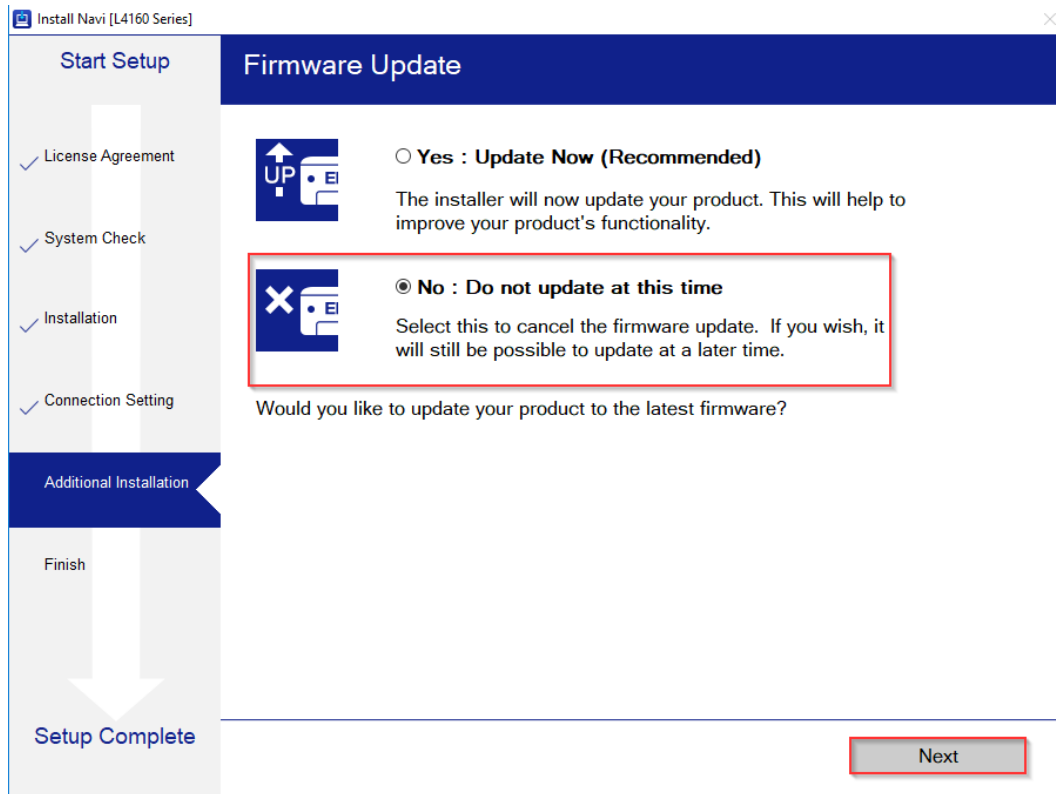 Install Navi [L4160 Series]
Start Setup
Firmware Update
License Agreement
System Check
Installation
Connection Setting
Additional Installation
Finish
Setup Complete
UP
Yes : Update Now (Recommended)
The installer will now update your product. This will help to
improve your product's functionality.
No : Do not update at this time
Select this to cancel the firmware update.  If you wish, it
will still be possible to update at a later time.
Would you like to update your product to the latest firmware?
Next